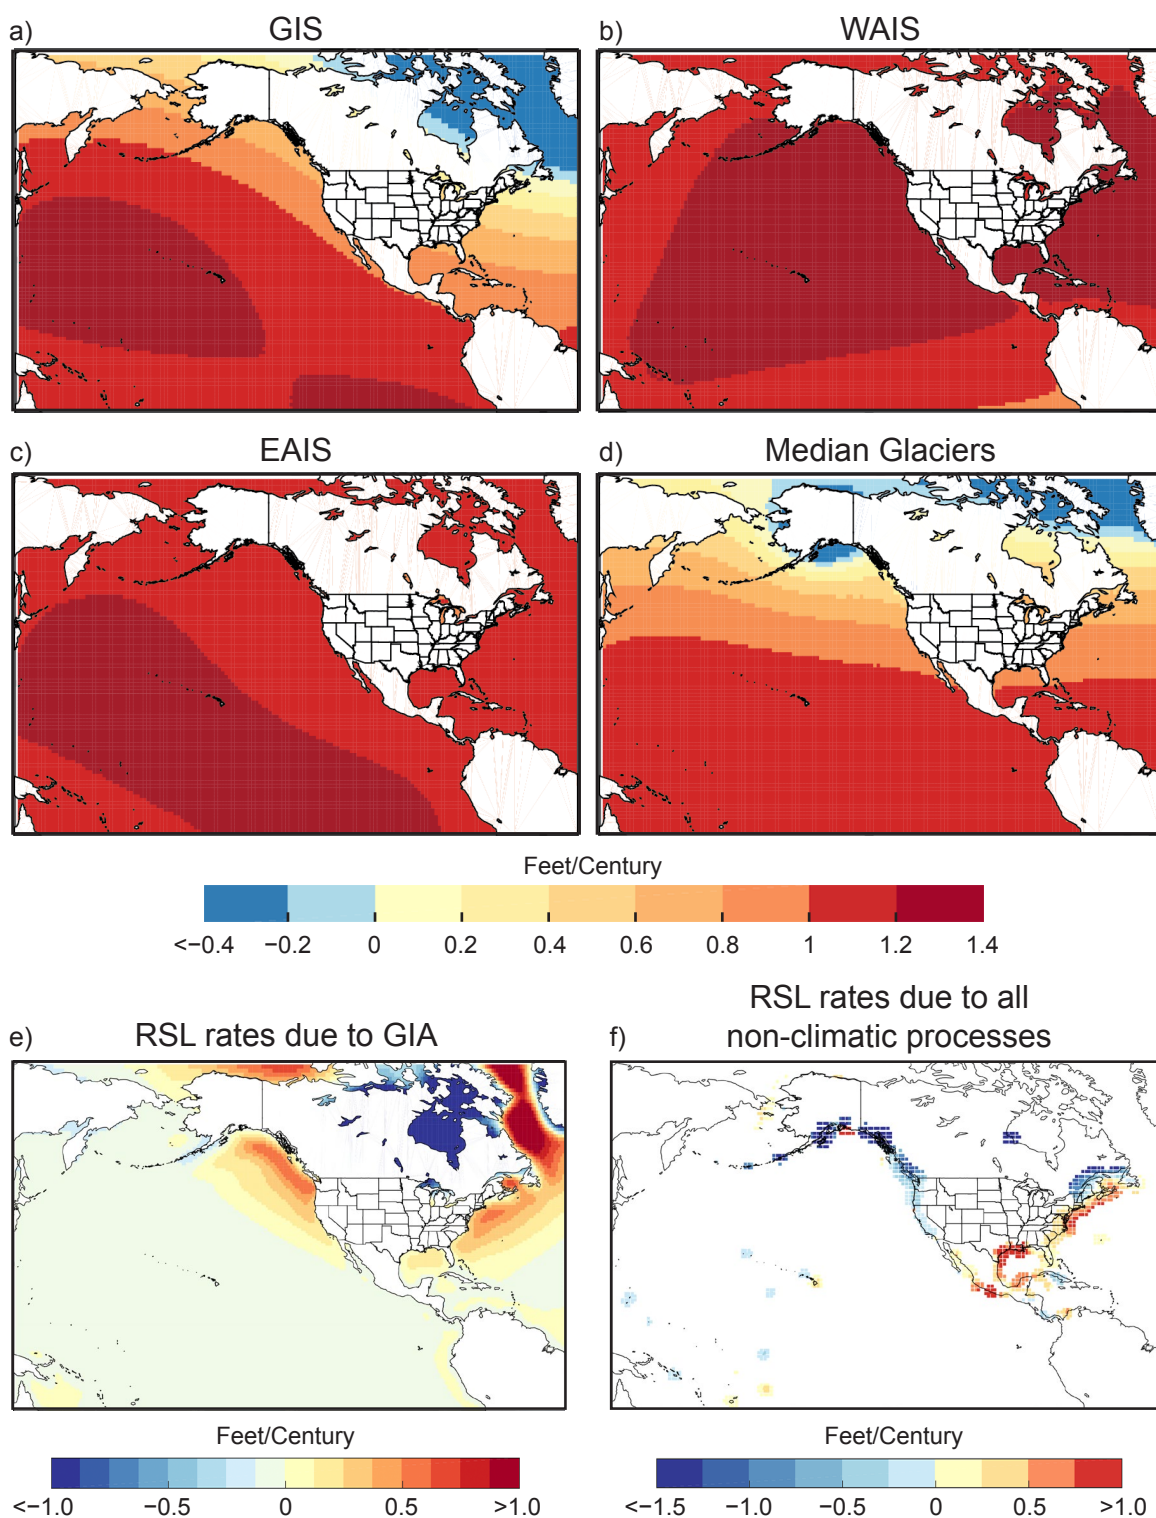 a) GIS
b) WAIS
c) EAIS
d) Median Glaciers
Feet/Century
<−0.4 −0.2 0 0.2 0.4 0.6 0.8 1 1.2 1.4
e) RSL rates due to GIA
f) RSL rates due to all
non-climatic processes
Feet/Century
<−1.0 −0.5 0 0.5 >1.0
Feet/Century
<−1.5 −1.0 −0.5 0 0.5 >1.0